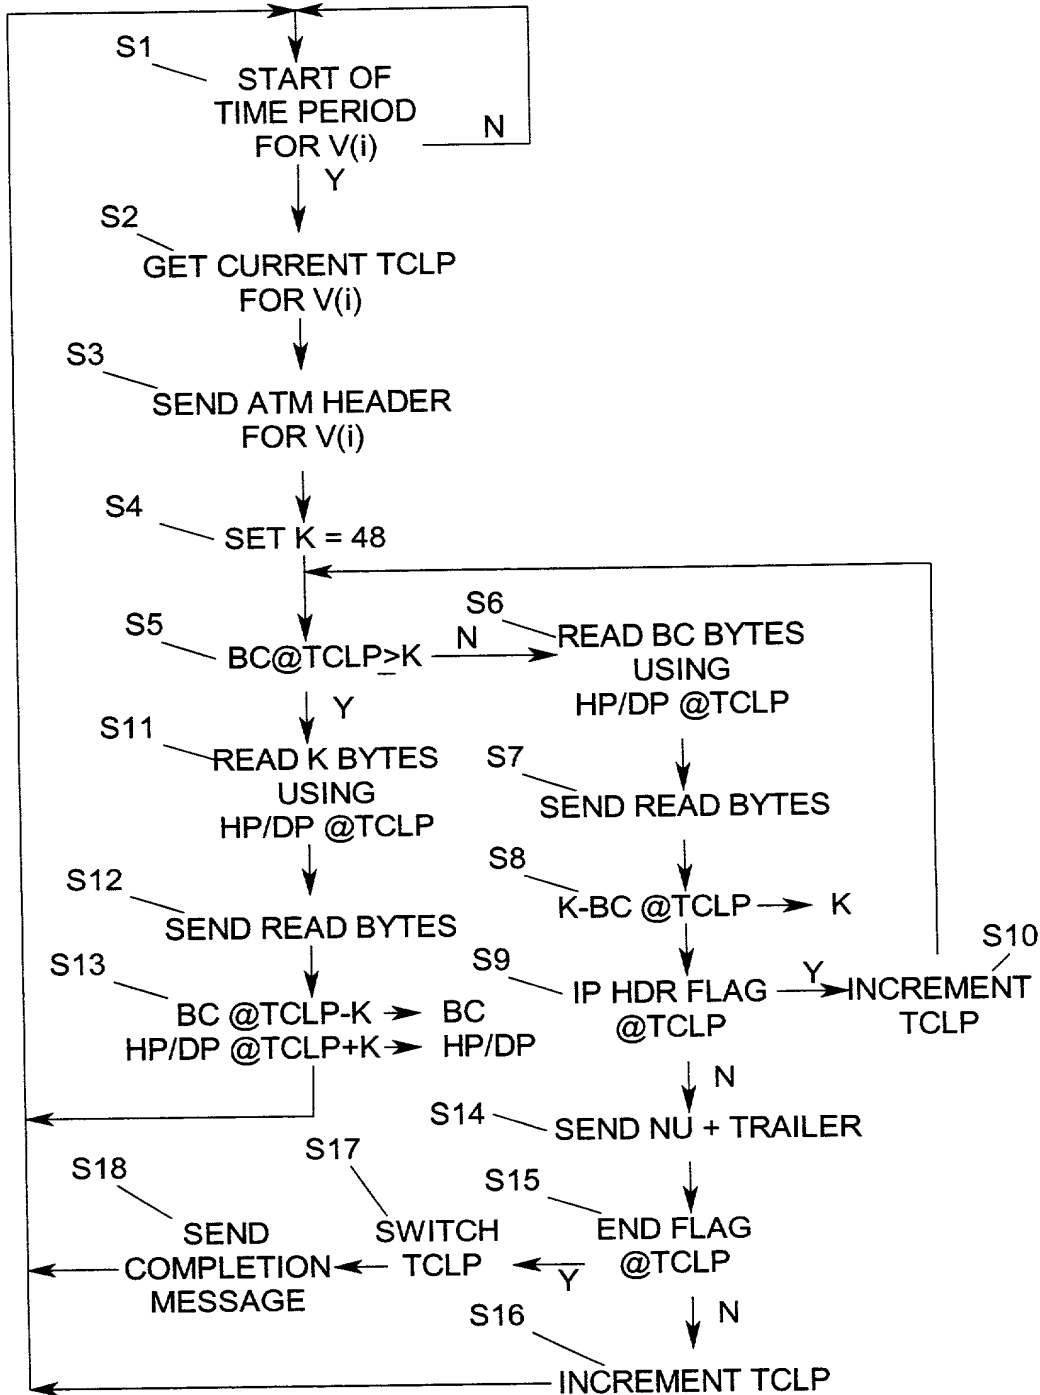 S1
START OF
TIME PERIOD
FOR V(i)
N
Y
S2
GET CURRENT TCLP
FOR V(i)
S3
SEND ATM HEADER
FOR V(i)
S4
SET K = 48
S5
BC@TCLP≥K
N
Y
S6
READ BC BYTES
USING
HP/DP @TCLP
S11
READ K BYTES
USING
HP/DP @TCLP
S7
SEND READ BYTES
S12
SEND READ BYTES
S8
K-BC @TCLP → K
S13
BC @TCLP-K → BC
HP/DP @TCLP+K → HP/DP
S9
IP HDR FLAG
@TCLP
Y
S10
INCREMENT
TCLP
N
S14
SEND NU + TRAILER
S15
END FLAG
@TCLP
Y
S17
SWITCH
TCLP
S18
SEND
COMPLETION
MESSAGE
N
S16
INCREMENT TCLP